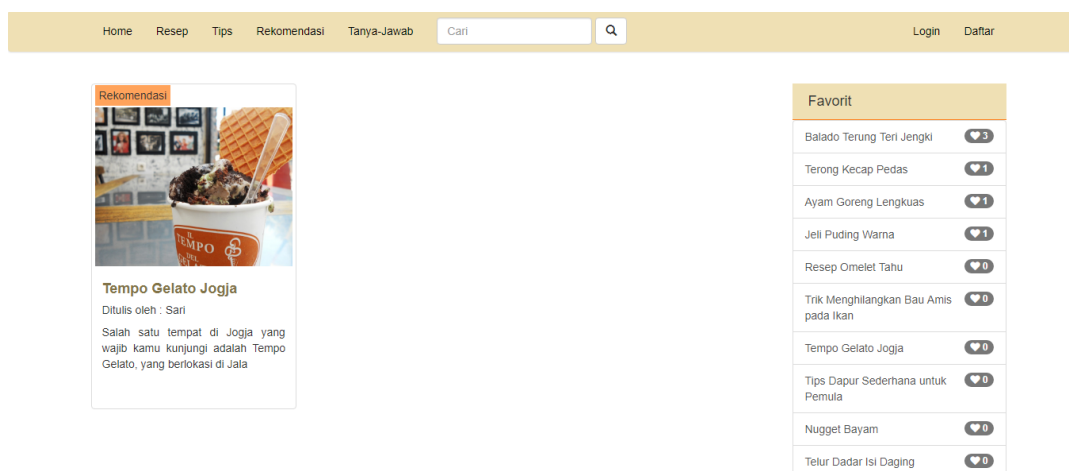 Home Resep Tips Rekomendasi Tanya-Jawab Cari Login Daftar
Rekomendasi
IL
TEMPO
DEL
GELATO
Tempo Gelato Jogja
Ditulis oleh : Sari
Salah satu tempat di Jogja yang
wajib kamu kunjungi adalah Tempo
Gelato, yang berlokasi di Jala
Favorit
Balado Terung Teri Jengki 3
Terong Kecap Pedas 1
Ayam Goreng Lengkuas 1
Jeli Puding Warna 1
Resep Omelet Tahu 0
Trik Menghilangkan Bau Amis 0
pada Ikan
Tempo Gelato Jogja 0
Tips Dapur Sederhana untuk 0
Pemula
Nugget Bayam 0
Telur Dadar Isi Daging 0